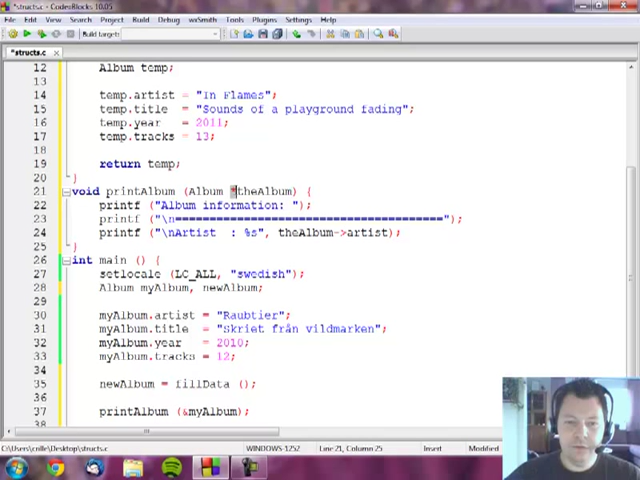 *structs.c - CodeBlocks 10.05
File Edit View Search Project Build Debug wxSmith Tools Plugins Settings Help
Build target:
*structs.c
12 Album temp;
13
14 temp.artist = "In Flames";
15 temp.title = "Sounds of a playground fading";
16 temp.year = 2011;
17 temp.tracks = 13;
18
19 return temp;
20 }
21 void printAlbum (Album *theAlbum) {
22 printf ("Album information: ");
23 printf ("\n=======================================");
24 printf ("\nArtist : %s", theAlbum->artist);
25 }
26 int main () {
27 setlocale (LC_ALL, "swedish");
28 Album myAlbum, newAlbum;
29
30 myAlbum.artist = "Raubtier";
31 myAlbum.title = "Skriet från vildmarken";
32 myAlbum.year = 2010;
33 myAlbum.tracks = 12;
34
35 newAlbum = fillData ();
36
37 printAlbum (&myAlbum);
38
C:\Users\cnille\Desktop\structs.c WINDOWS-1252 Line 21, Column 25 Insert Modified